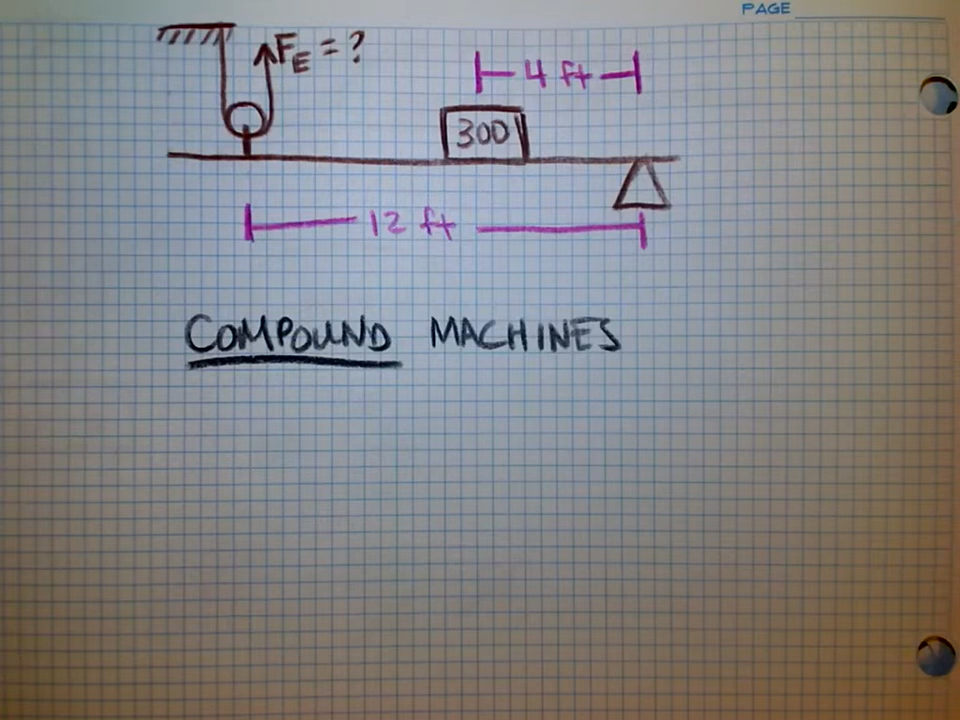 PAGE
F_E = ?
4 ft
300
12 ft
COMPOUND MACHINES